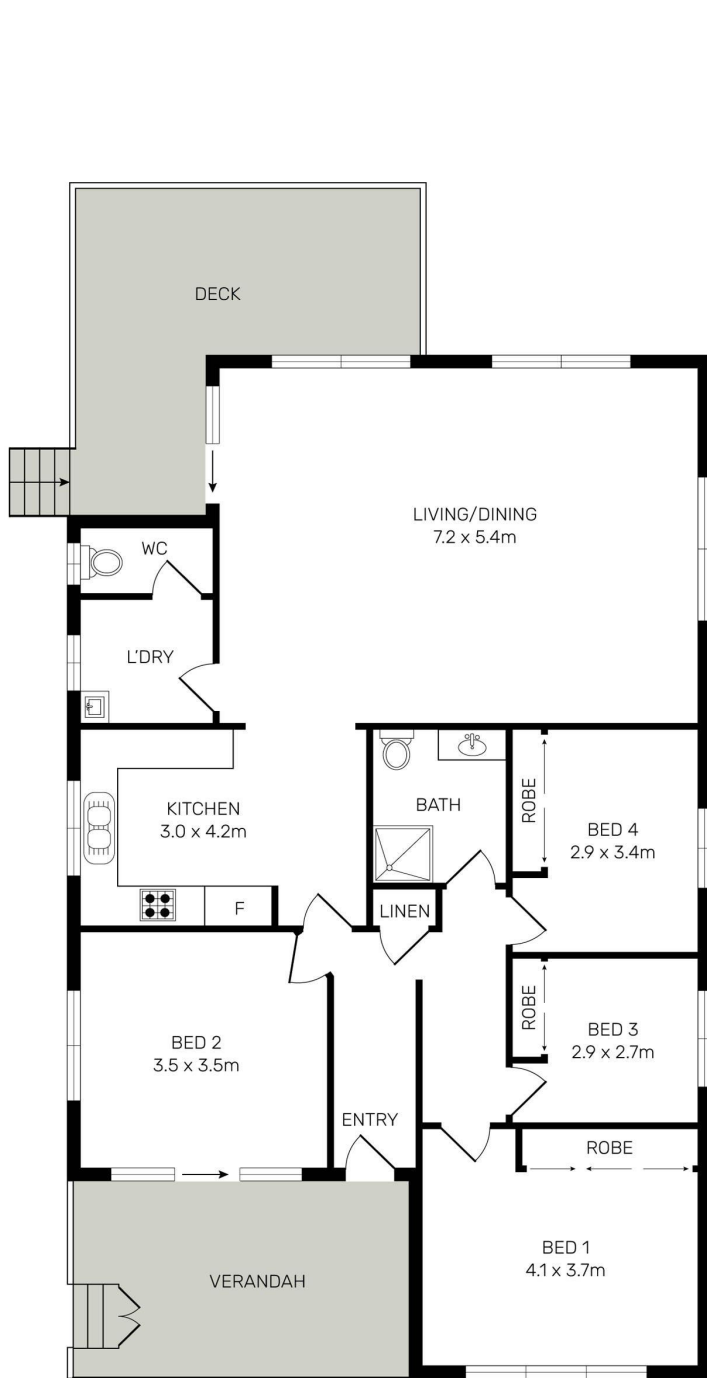 DECK
LIVING/DINING
7.2 x 5.4m
WC
L'DRY
KITCHEN
3.0 x 4.2m
F
BATH
LINEN
ROBE
BED 4
2.9 x 3.4m
ROBE
BED 3
2.9 x 2.7m
BED 2
3.5 x 3.5m
ENTRY
ROBE
BED 1
4.1 x 3.7m
VERANDAH